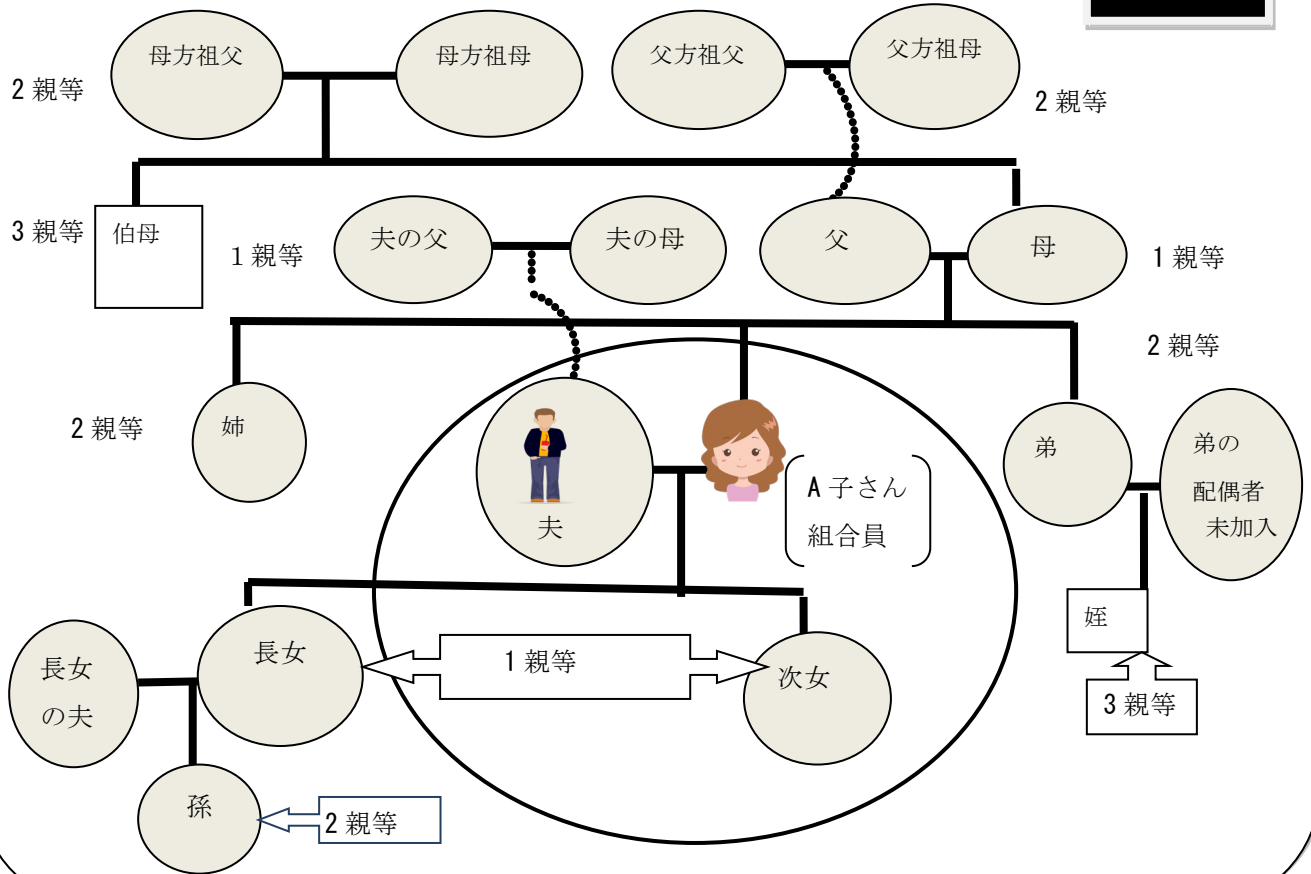 母方祖父
母方祖母
父方祖父
父方祖母
2 親等
2 親等
3 親等
伯母
1 親等
夫の父
夫の母
父
母
1 親等
2 親等
2 親等
姉
夫
A 子さん
組合員
弟
弟の
配偶者
未加入
姪
3 親等
長女
の夫
長女
1 親等
次女
孫
2 親等